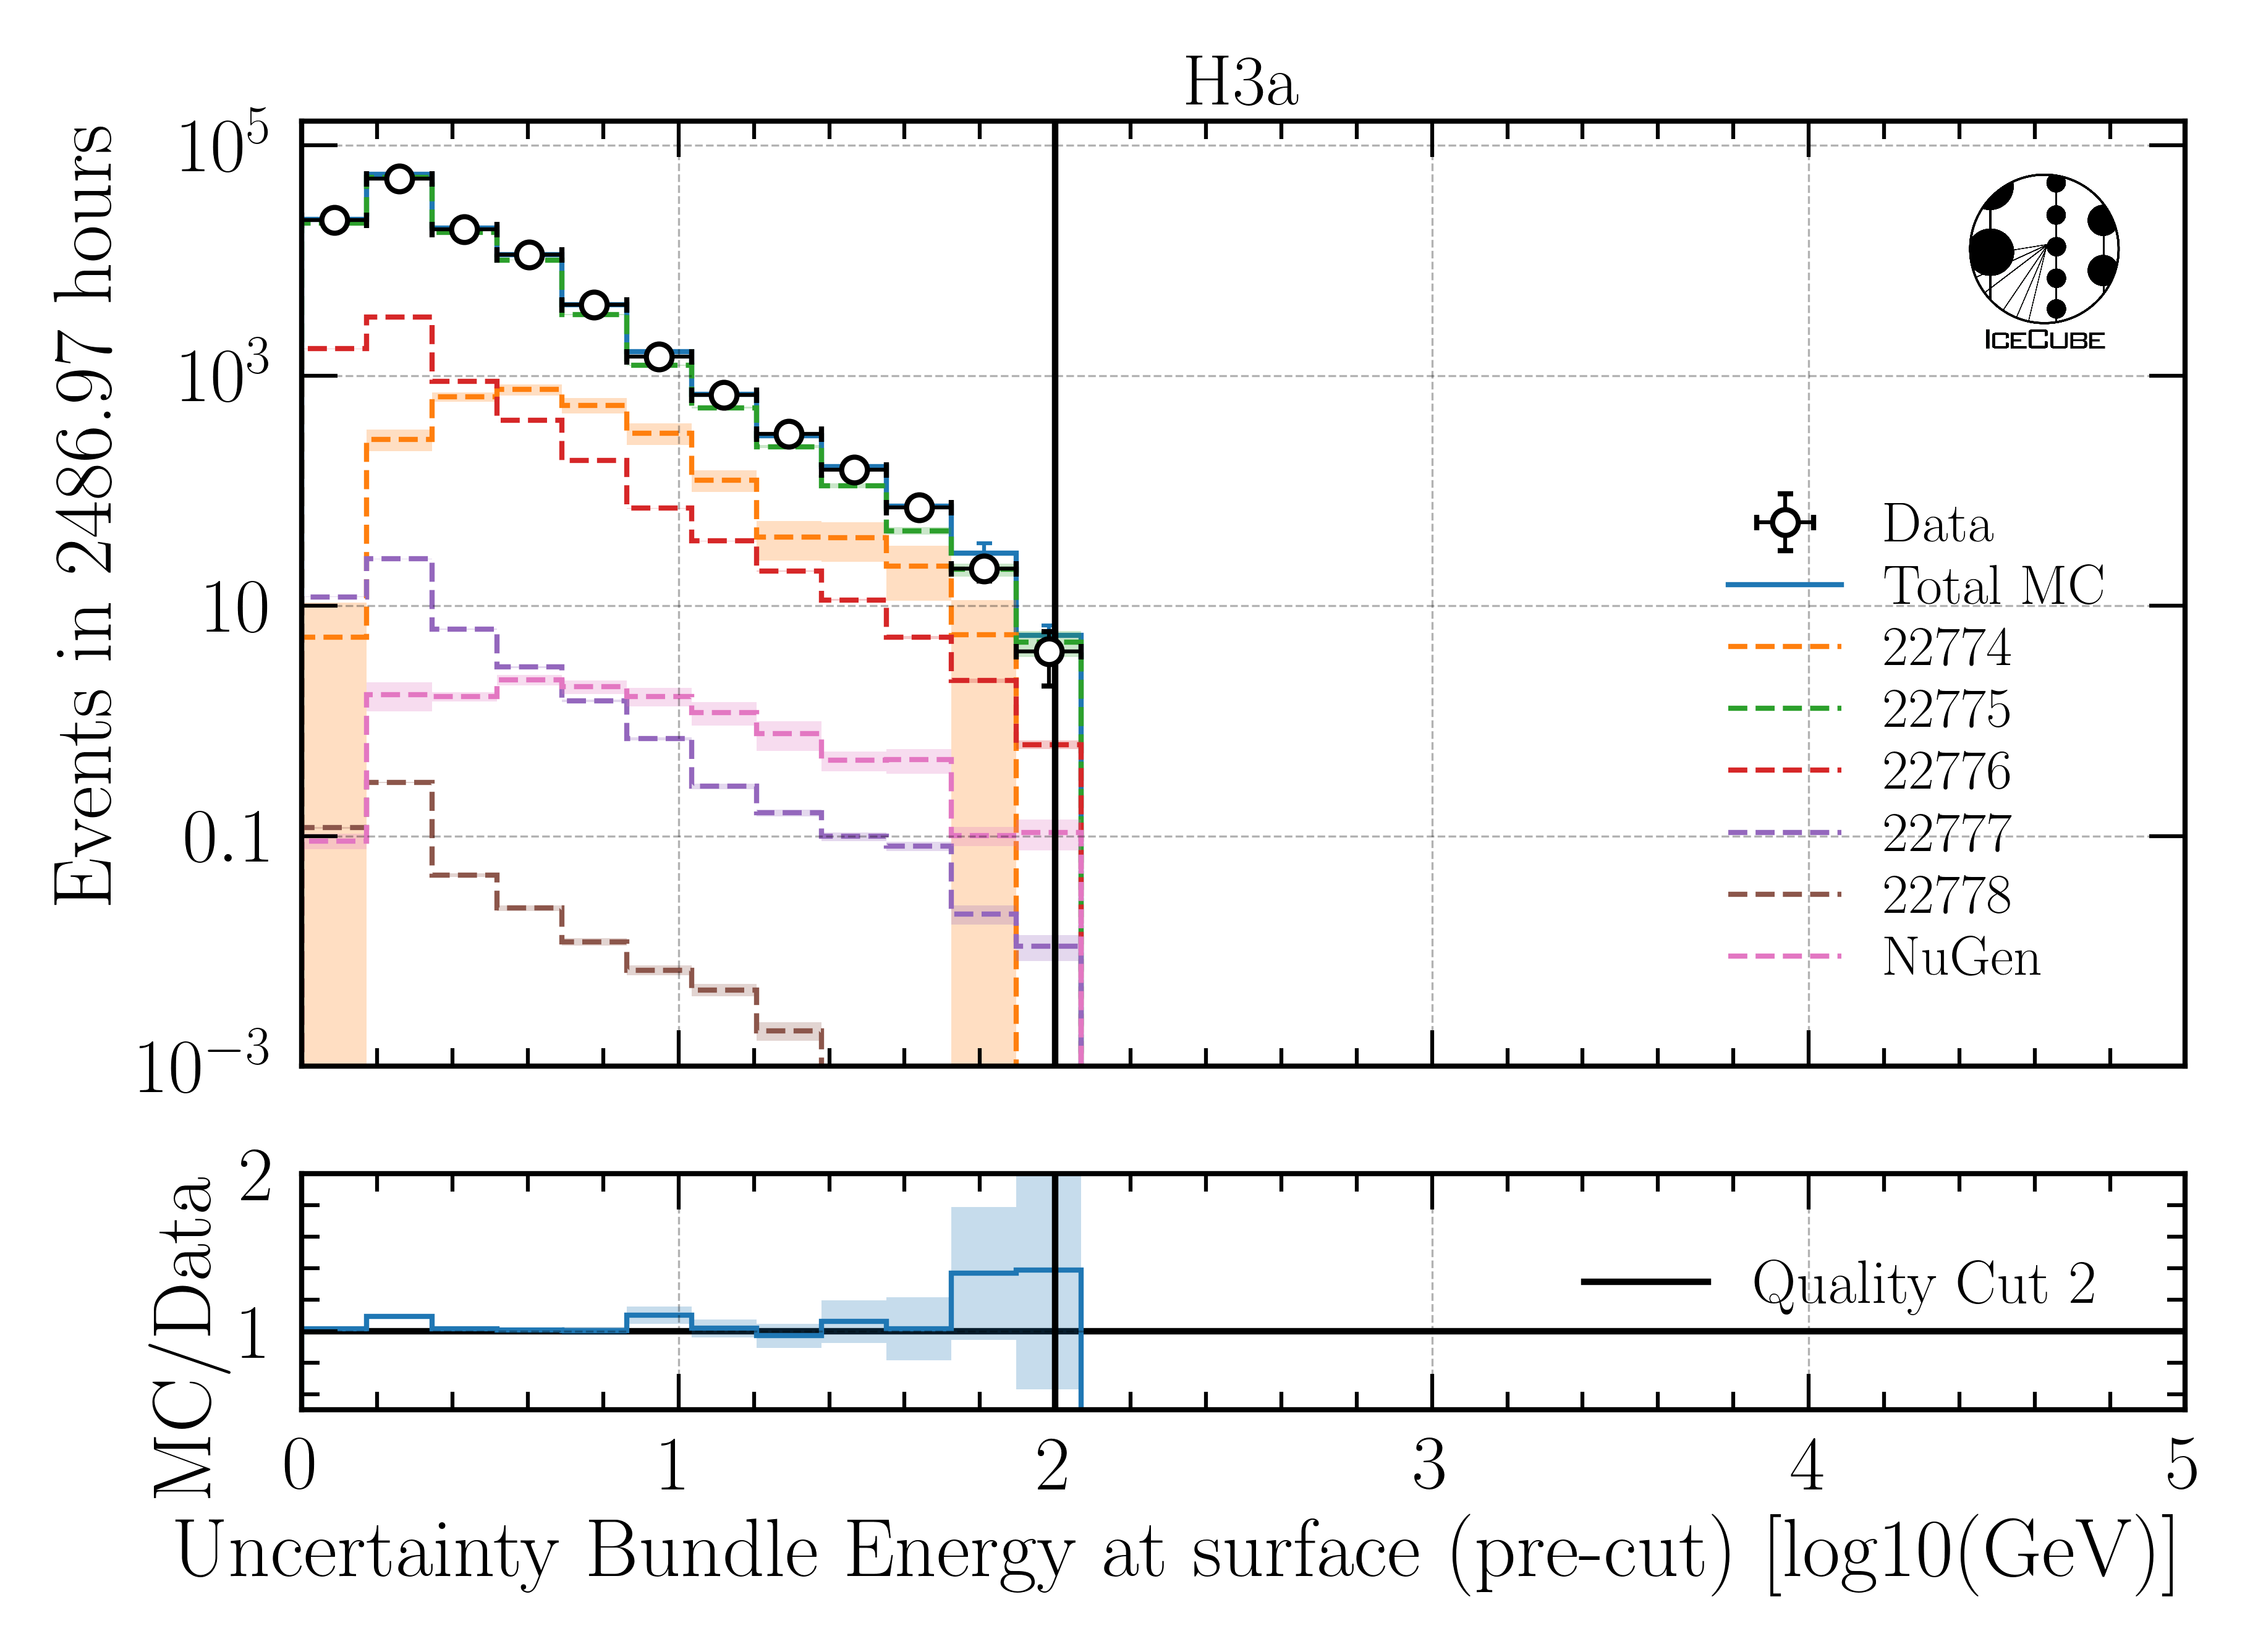 H3a
Events in 2486.97 hours
10^5
10^3
10
0.1
10^−3
ICECUBE
Data
Total MC
22774
22775
22776
22777
22778
NuGen
MC/Data
2
1
Quality Cut 2
0 1 2 3 4 5
Uncertainty Bundle Energy at surface (pre-cut) [log10(GeV)]